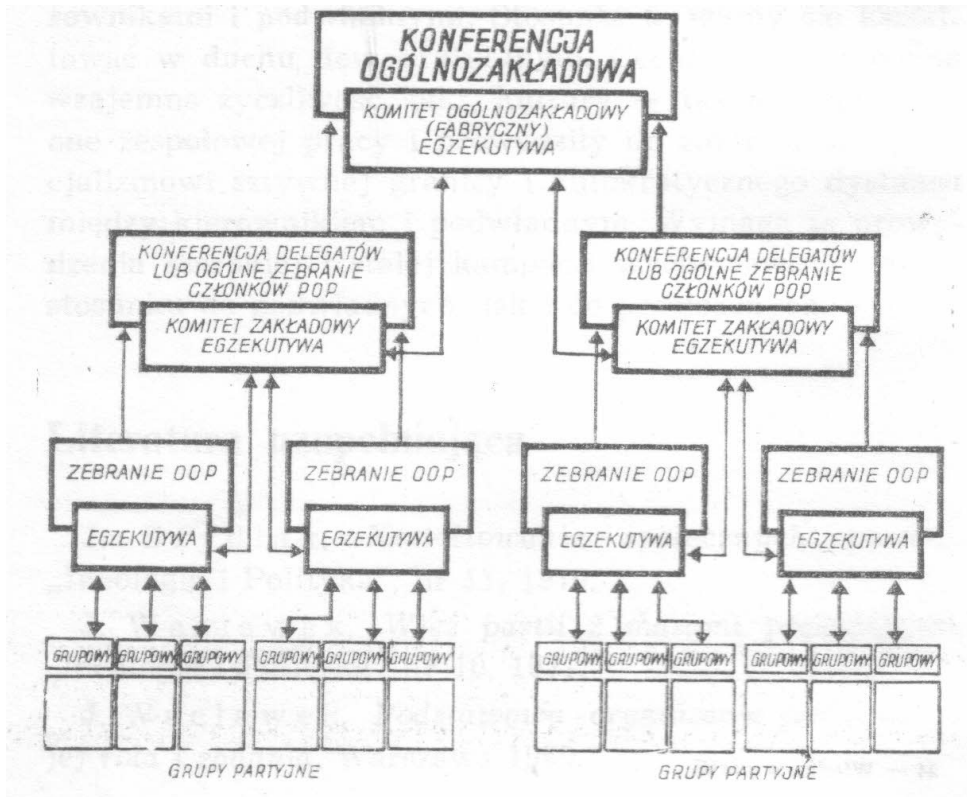 KONFERENCJA
OGÓLNOZAKŁADOWA
KOMITET OGÓLNOZAKŁADOWY
(FABRYCZNY)
EGZEKUTYWA
KONFERENCJA DELEGATÓW
LUB OGÓLNE ZEBRANIE
CZŁONKÓW POP
KOMITET ZAKŁADOWY
EGZEKUTYWA
KONFERENCJA DELEGATÓW
LUB OGÓLNE ZEBRANIE
CZŁONKÓW POP
KOMITET ZAKŁADOWY
EGZEKUTYWA
ZEBRANIE OOP
EGZEKUTYWA
ZEBRANIE OOP
EGZEKUTYWA
ZEBRANIE OOP
EGZEKUTYWA
ZEBRANIE OOP
EGZEKUTYWA
GRUPOWY GRUPOWY GRUPOWY GRUPOWY GRUPOWY GRUPOWY
GRUPOWY GRUPOWY GRUPOWY GRUPOWY GRUPOWY GRUPOWY
GRUPY PARTYJNE
GRUPY PARTYJNE